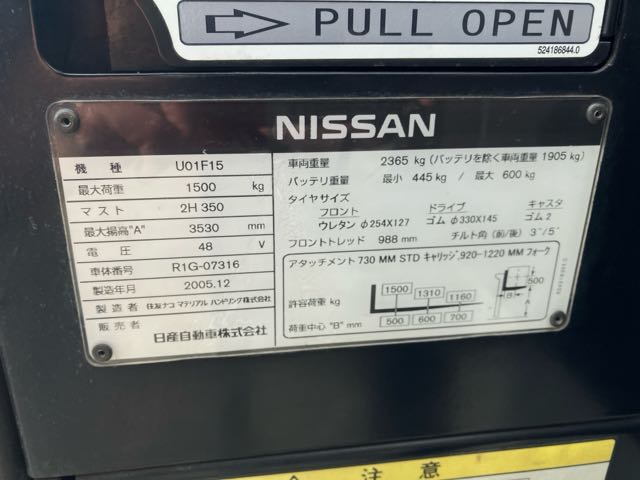 PULL OPEN
524186844.0
NISSAN
機種 U01F15
最大荷重 1500 kg
マスト 2H 350
最大揚高"A" 3530 mm
電圧 48 V
車体番号 R1G-07316
製造年月 2005.12
製造者 住友ナコ マテリアル ハンドリング株式会社
販売者 日産自動車株式会社
車両重量 2365 kg (バッテリを除く車両重量 1905 kg)
バッテリ重量 最小 445 kg / 最大 600 kg
タイヤサイズ
フロント ドライブ キャスタ
ウレタン φ254X127 ゴム φ330X145 ゴム 2
フロントトレッド 988 mm チルト角 (前/後) 3°/5°
アタッチメント 730 MM STD キャリッジ,920-1220 MM フォーク
許容荷重 kg 1500 1310 1160
荷重中心 "B" mm 500 600 700
B 500
注意